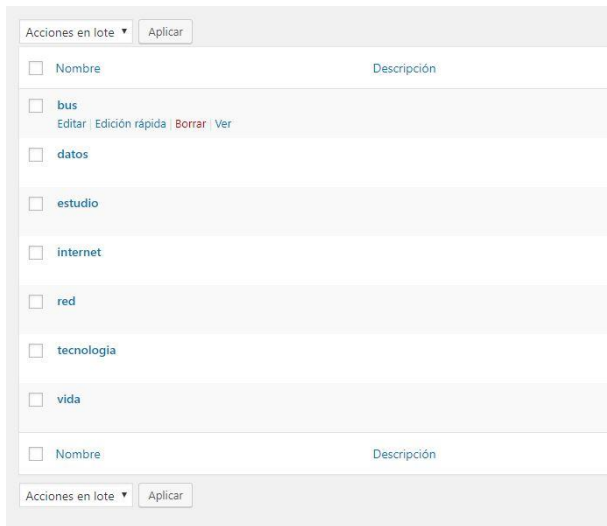 Acciones en lote Aplicar
Nombre Descripción
bus
Editar | Edición rápida | Borrar | Ver
datos
estudio
internet
red
tecnologia
vida
Nombre Descripción
Acciones en lote Aplicar